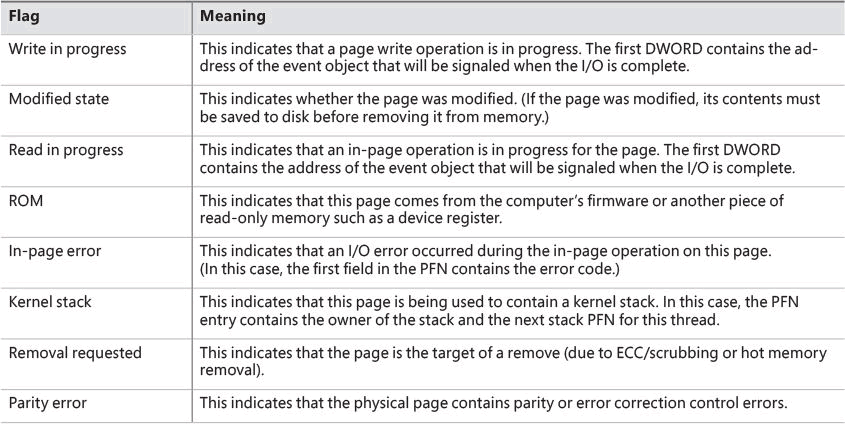 Flag Meaning
Write in progress This indicates that a page write operation is in progress. The first DWORD contains the ad-
dress of the event object that will be signaled when the I/O is complete.
Modified state This indicates whether the page was modified. (If the page was modified, its contents must
be saved to disk before removing it from memory.)
Read in progress This indicates that an in-page operation is in progress for the page. The first DWORD
contains the address of the event object that will be signaled when the I/O is complete.
ROM This indicates that this page comes from the computer's firmware or another piece of
read-only memory such as a device register.
In-page error This indicates that an I/O error occurred during the in-page operation on this page.
(In this case, the first field in the PFN contains the error code.)
Kernel stack This indicates that this page is being used to contain a kernel stack. In this case, the PFN
entry contains the owner of the stack and the next stack PFN for this thread.
Removal requested This indicates that the page is the target of a remove (due to ECC/scrubbing or hot memory
removal).
Parity error This indicates that the physical page contains parity or error correction control errors.